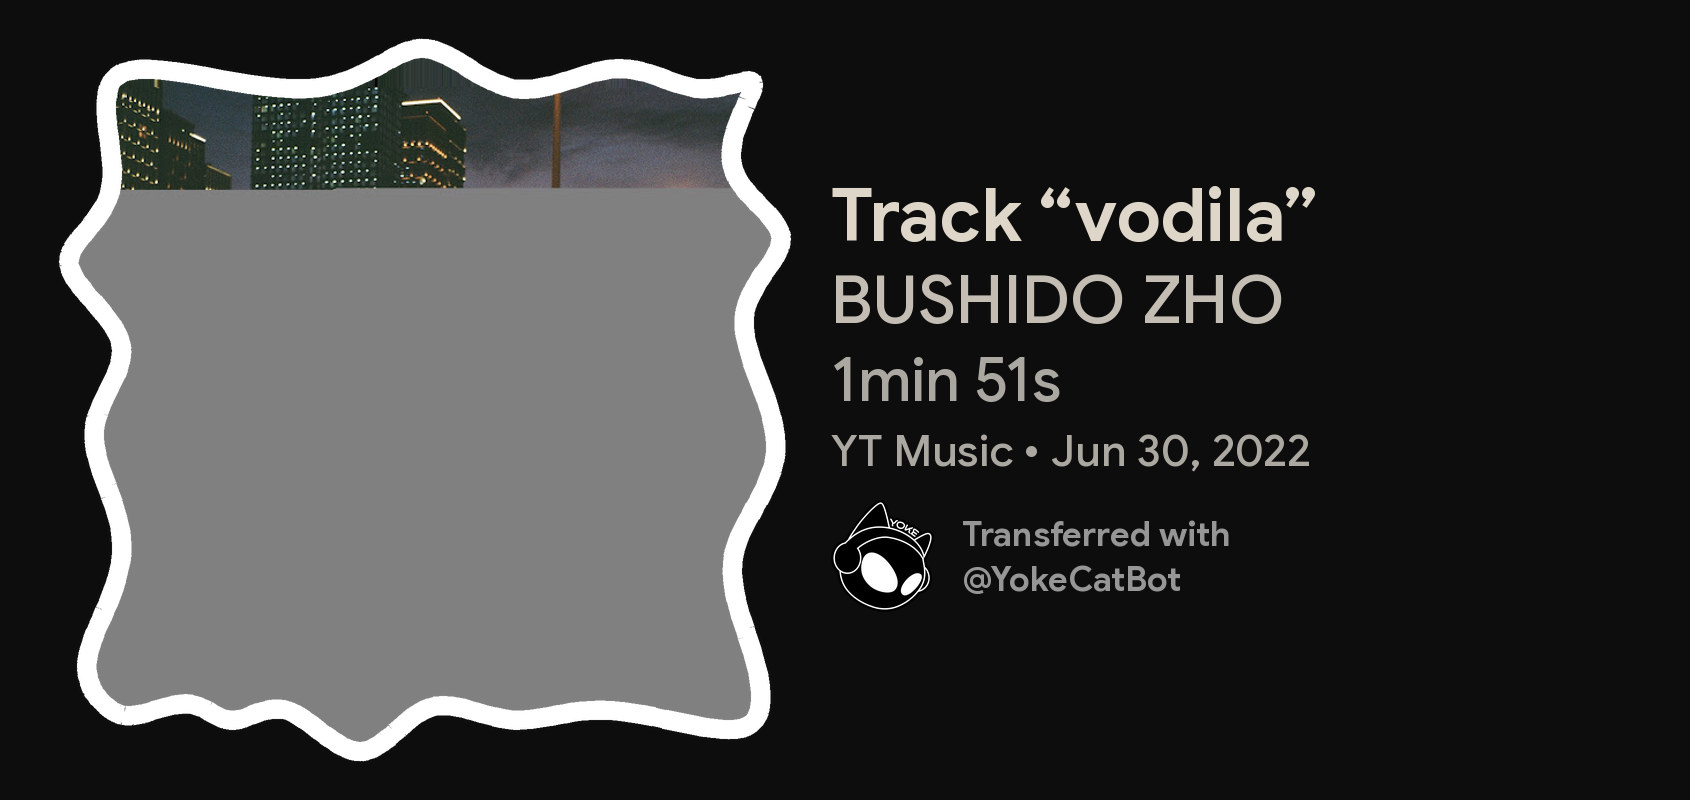 Track “vodila”
BUSHIDO ZHO
1min 51s
YT Music • Jun 30, 2022
YOKE
Transferred with
@YokeCatBot